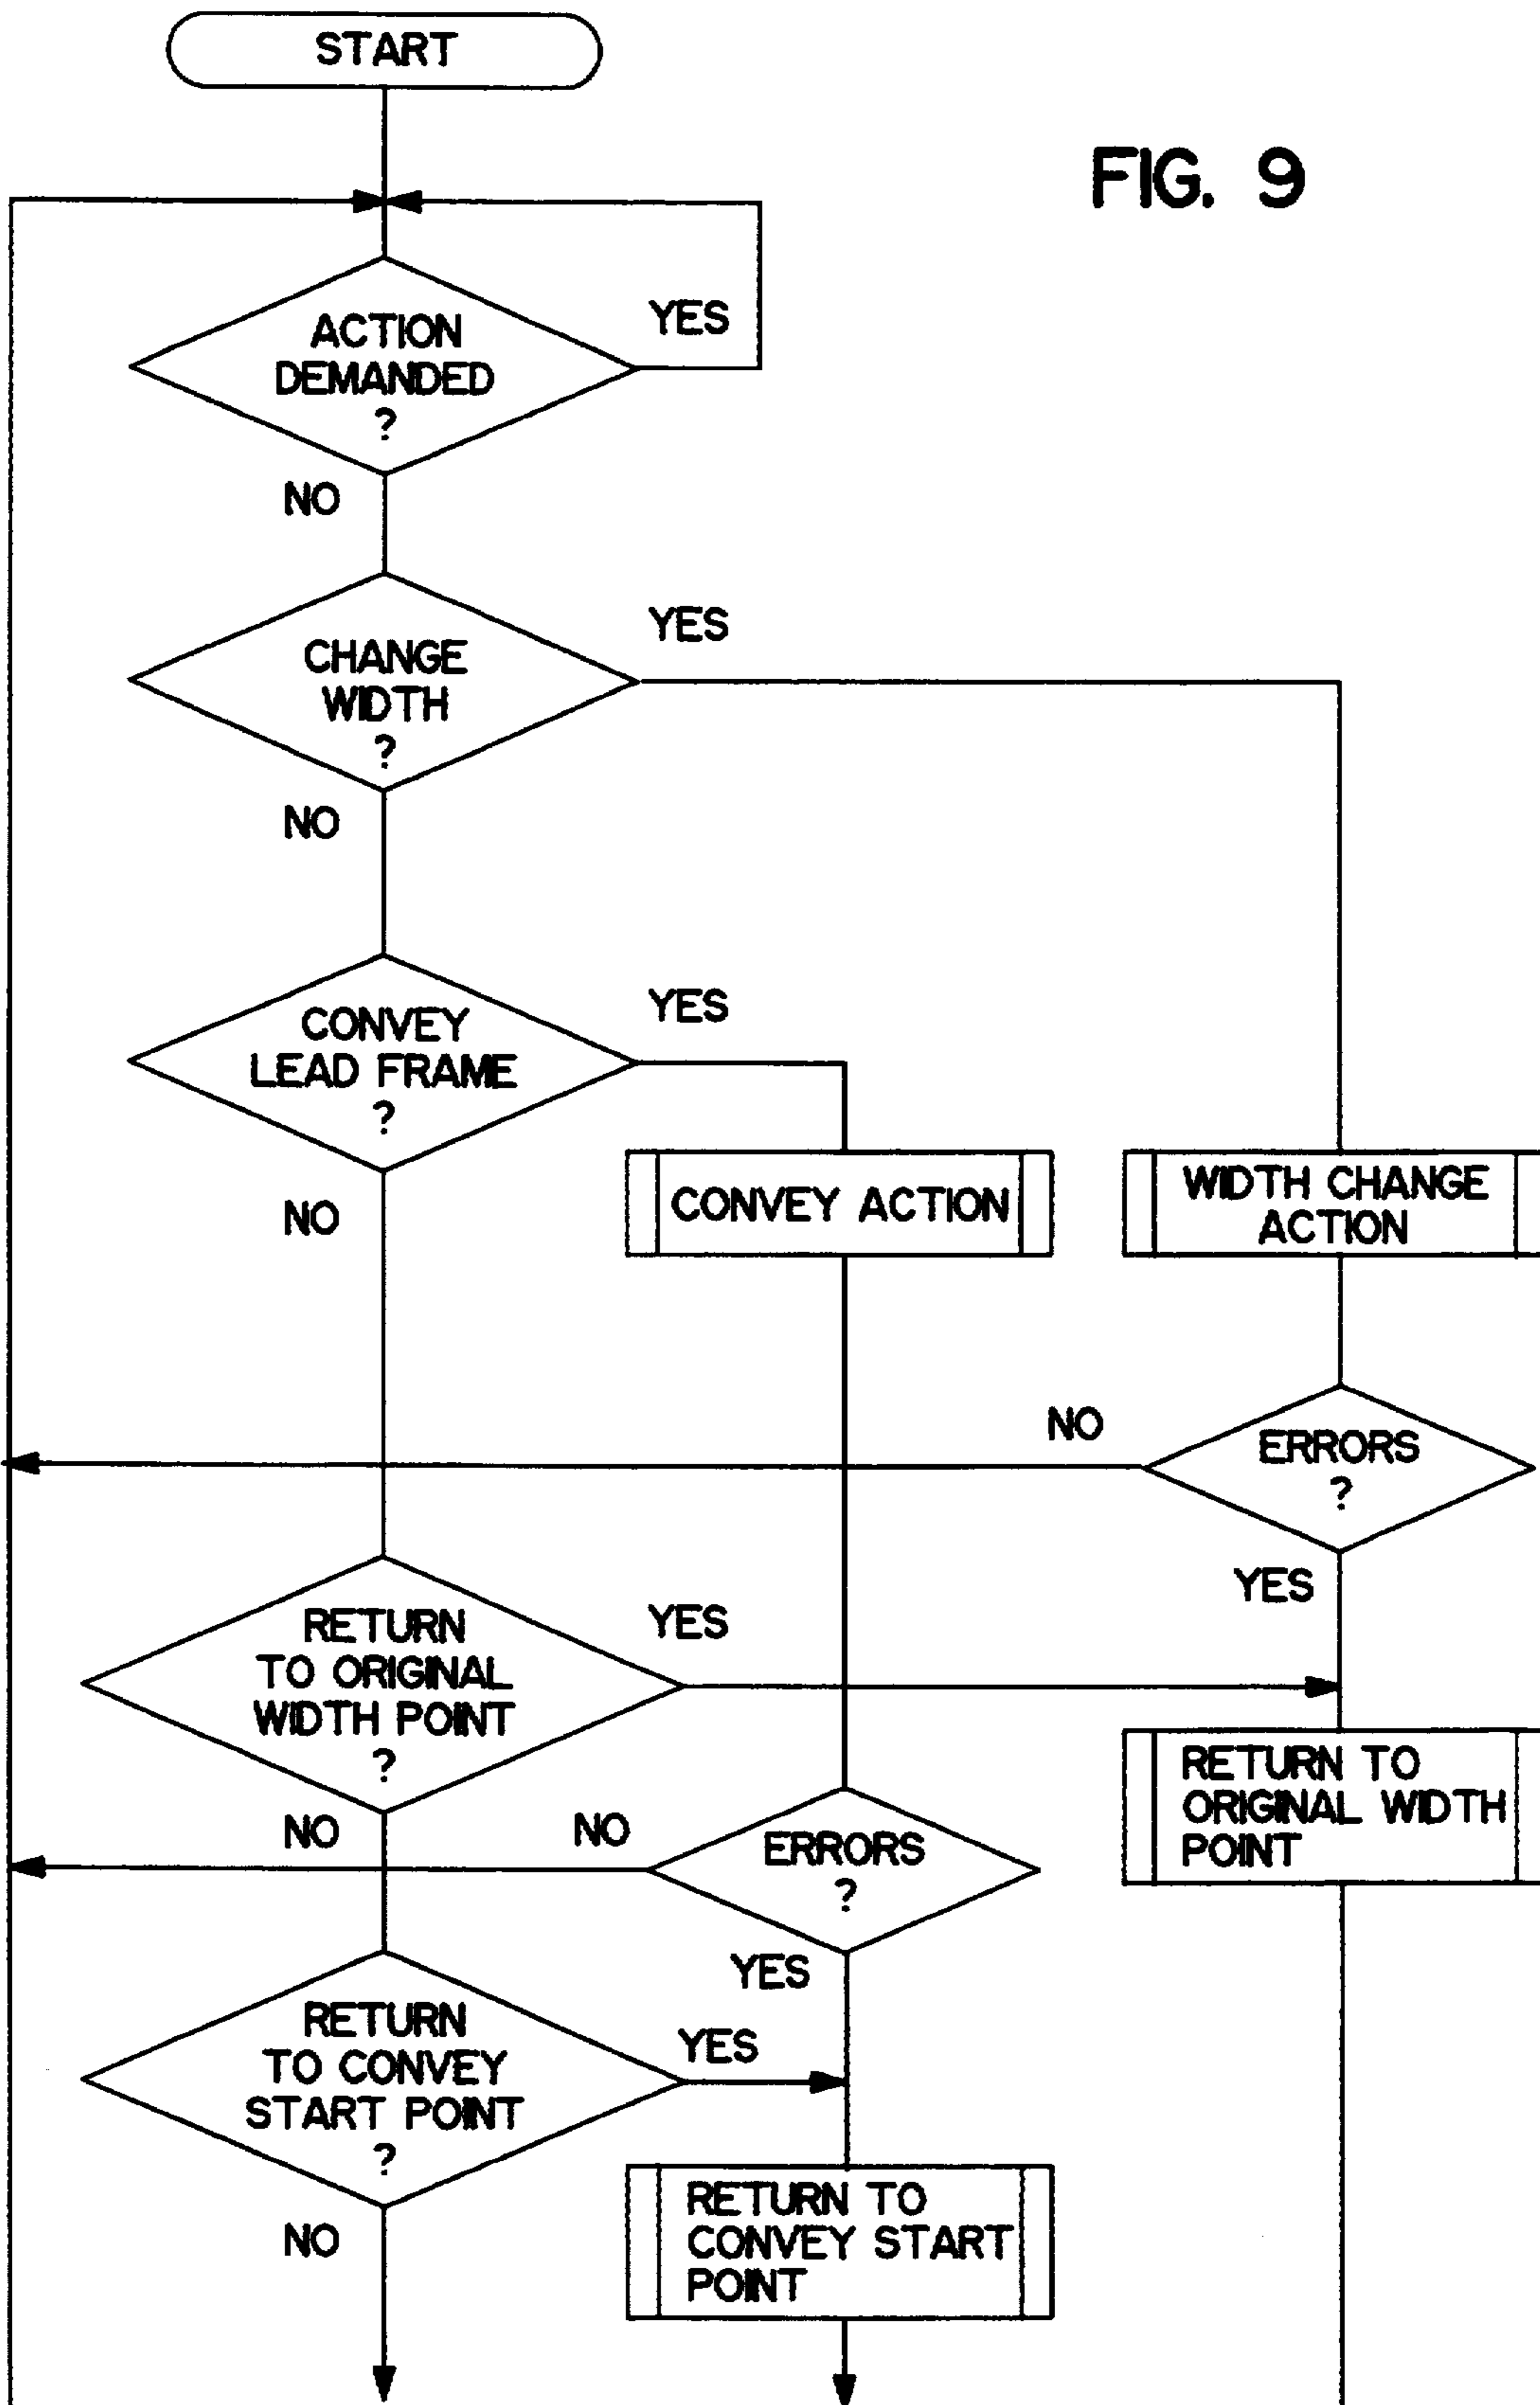 START
FIG. 9
ACTION
DEMANDED
?
YES
NO
CHANGE
WIDTH
?
YES
NO
CONVEY
LEAD FRAME
?
YES
NO
CONVEY ACTION
WIDTH CHANGE
ACTION
ERRORS
?
NO
YES
RETURN
TO ORIGINAL
WIDTH POINT
?
YES
NO
RETURN TO
ORIGINAL WIDTH
POINT
ERRORS
?
NO
YES
RETURN
TO CONVEY
START POINT
?
YES
NO
RETURN TO
CONVEY START
POINT